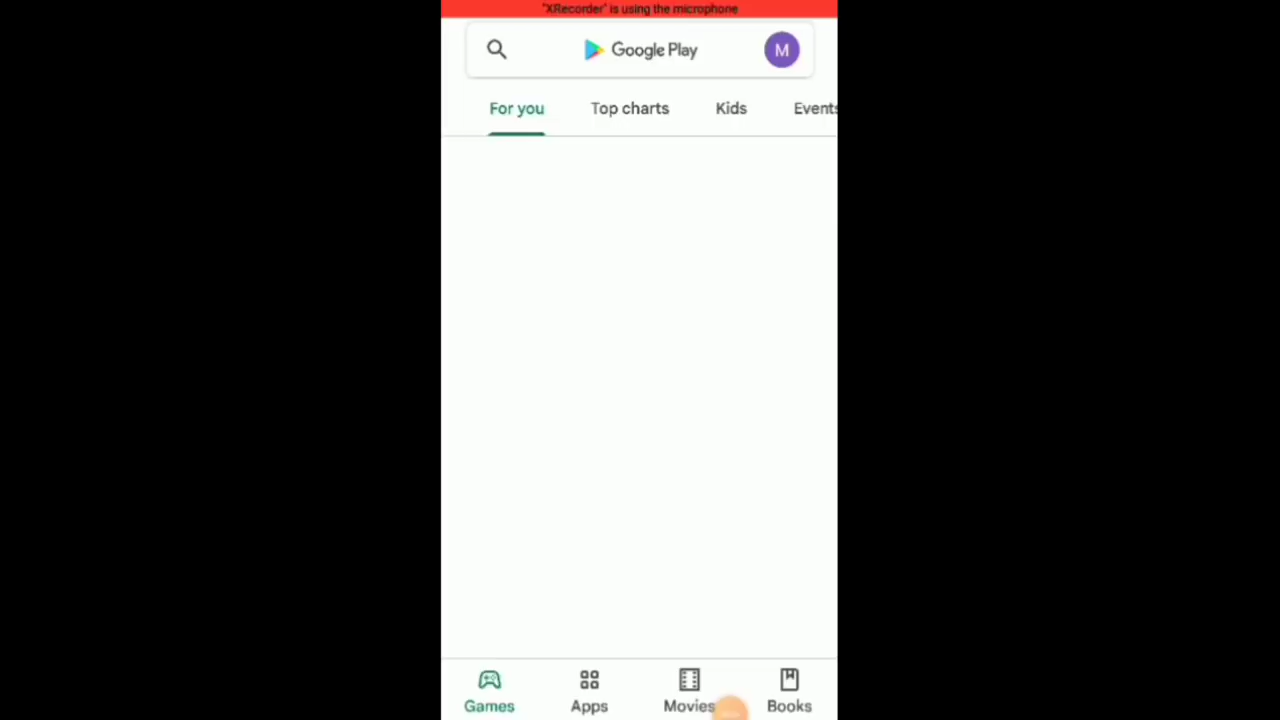 "XRecorder" is using the microphone
Google Play
M
For you Top charts Kids Events
Games Apps Movies Books